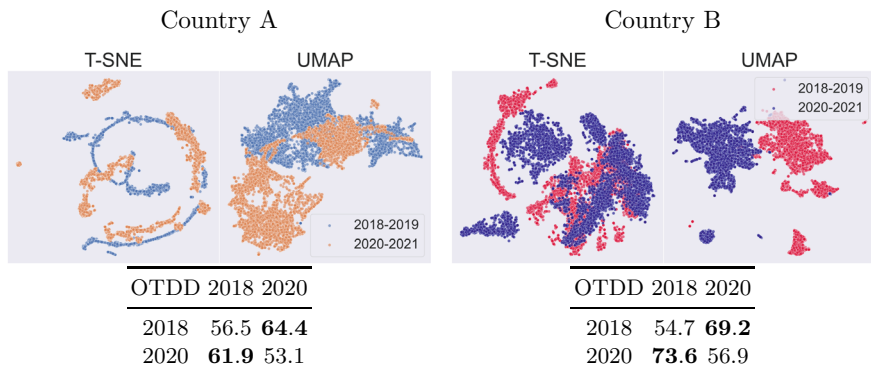 Country A
T-SNE
UMAP
2018-2019
2020-2021
OTDD 2018 2020
2018 56.5 64.4
2020 61.9 53.1
Country B
T-SNE
UMAP
2018-2019
2020-2021
OTDD 2018 2020
2018 54.7 69.2
2020 73.6 56.9